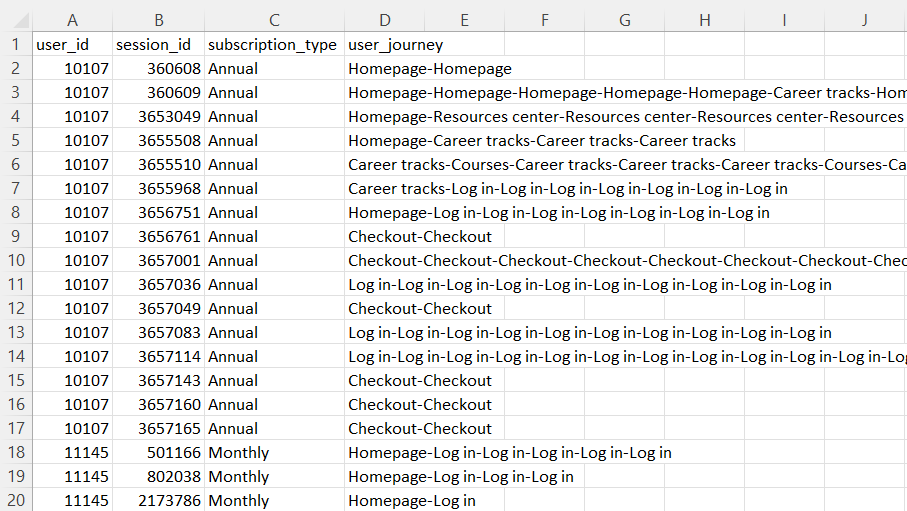 A B C D E F G H I J
1 user_id session_id subscription_type user_journey
2 10107 360608 Annual Homepage-Homepage
3 10107 360609 Annual Homepage-Homepage-Homepage-Homepage-Homepage-Career tracks-Hom
4 10107 3653049 Annual Homepage-Resources center-Resources center-Resources center-Resources
5 10107 3655508 Annual Homepage-Career tracks-Career tracks-Career tracks
6 10107 3655510 Annual Career tracks-Courses-Career tracks-Career tracks-Career tracks-Courses-Ca
7 10107 3655968 Annual Career tracks-Log in-Log in-Log in-Log in-Log in-Log in
8 10107 3656751 Annual Homepage-Log in-Log in-Log in-Log in-Log in-Log in
9 10107 3656761 Annual Checkout-Checkout
10 10107 3657001 Annual Checkout-Checkout-Checkout-Checkout-Checkout-Checkout-Checkout-Chec
11 10107 3657036 Annual Log in-Log in-Log in-Log in-Log in-Log in-Log in-Log in-Log in-Log in
12 10107 3657049 Annual Checkout-Checkout
13 10107 3657083 Annual Log in-Log in-Log in-Log in-Log in-Log in-Log in-Log in-Log in-Log in
14 10107 3657114 Annual Log in-Log in-Log in-Log in-Log in-Log in-Log in-Log in-Log in-Log in-Log in-Log
15 10107 3657143 Annual Checkout-Checkout
16 10107 3657160 Annual Checkout-Checkout
17 10107 3657165 Annual Checkout-Checkout
18 11145 501166 Monthly Homepage-Log in-Log in-Log in-Log in-Log in
19 11145 802038 Monthly Homepage-Log in-Log in-Log in
20 11145 2173786 Monthly Homepage-Log in